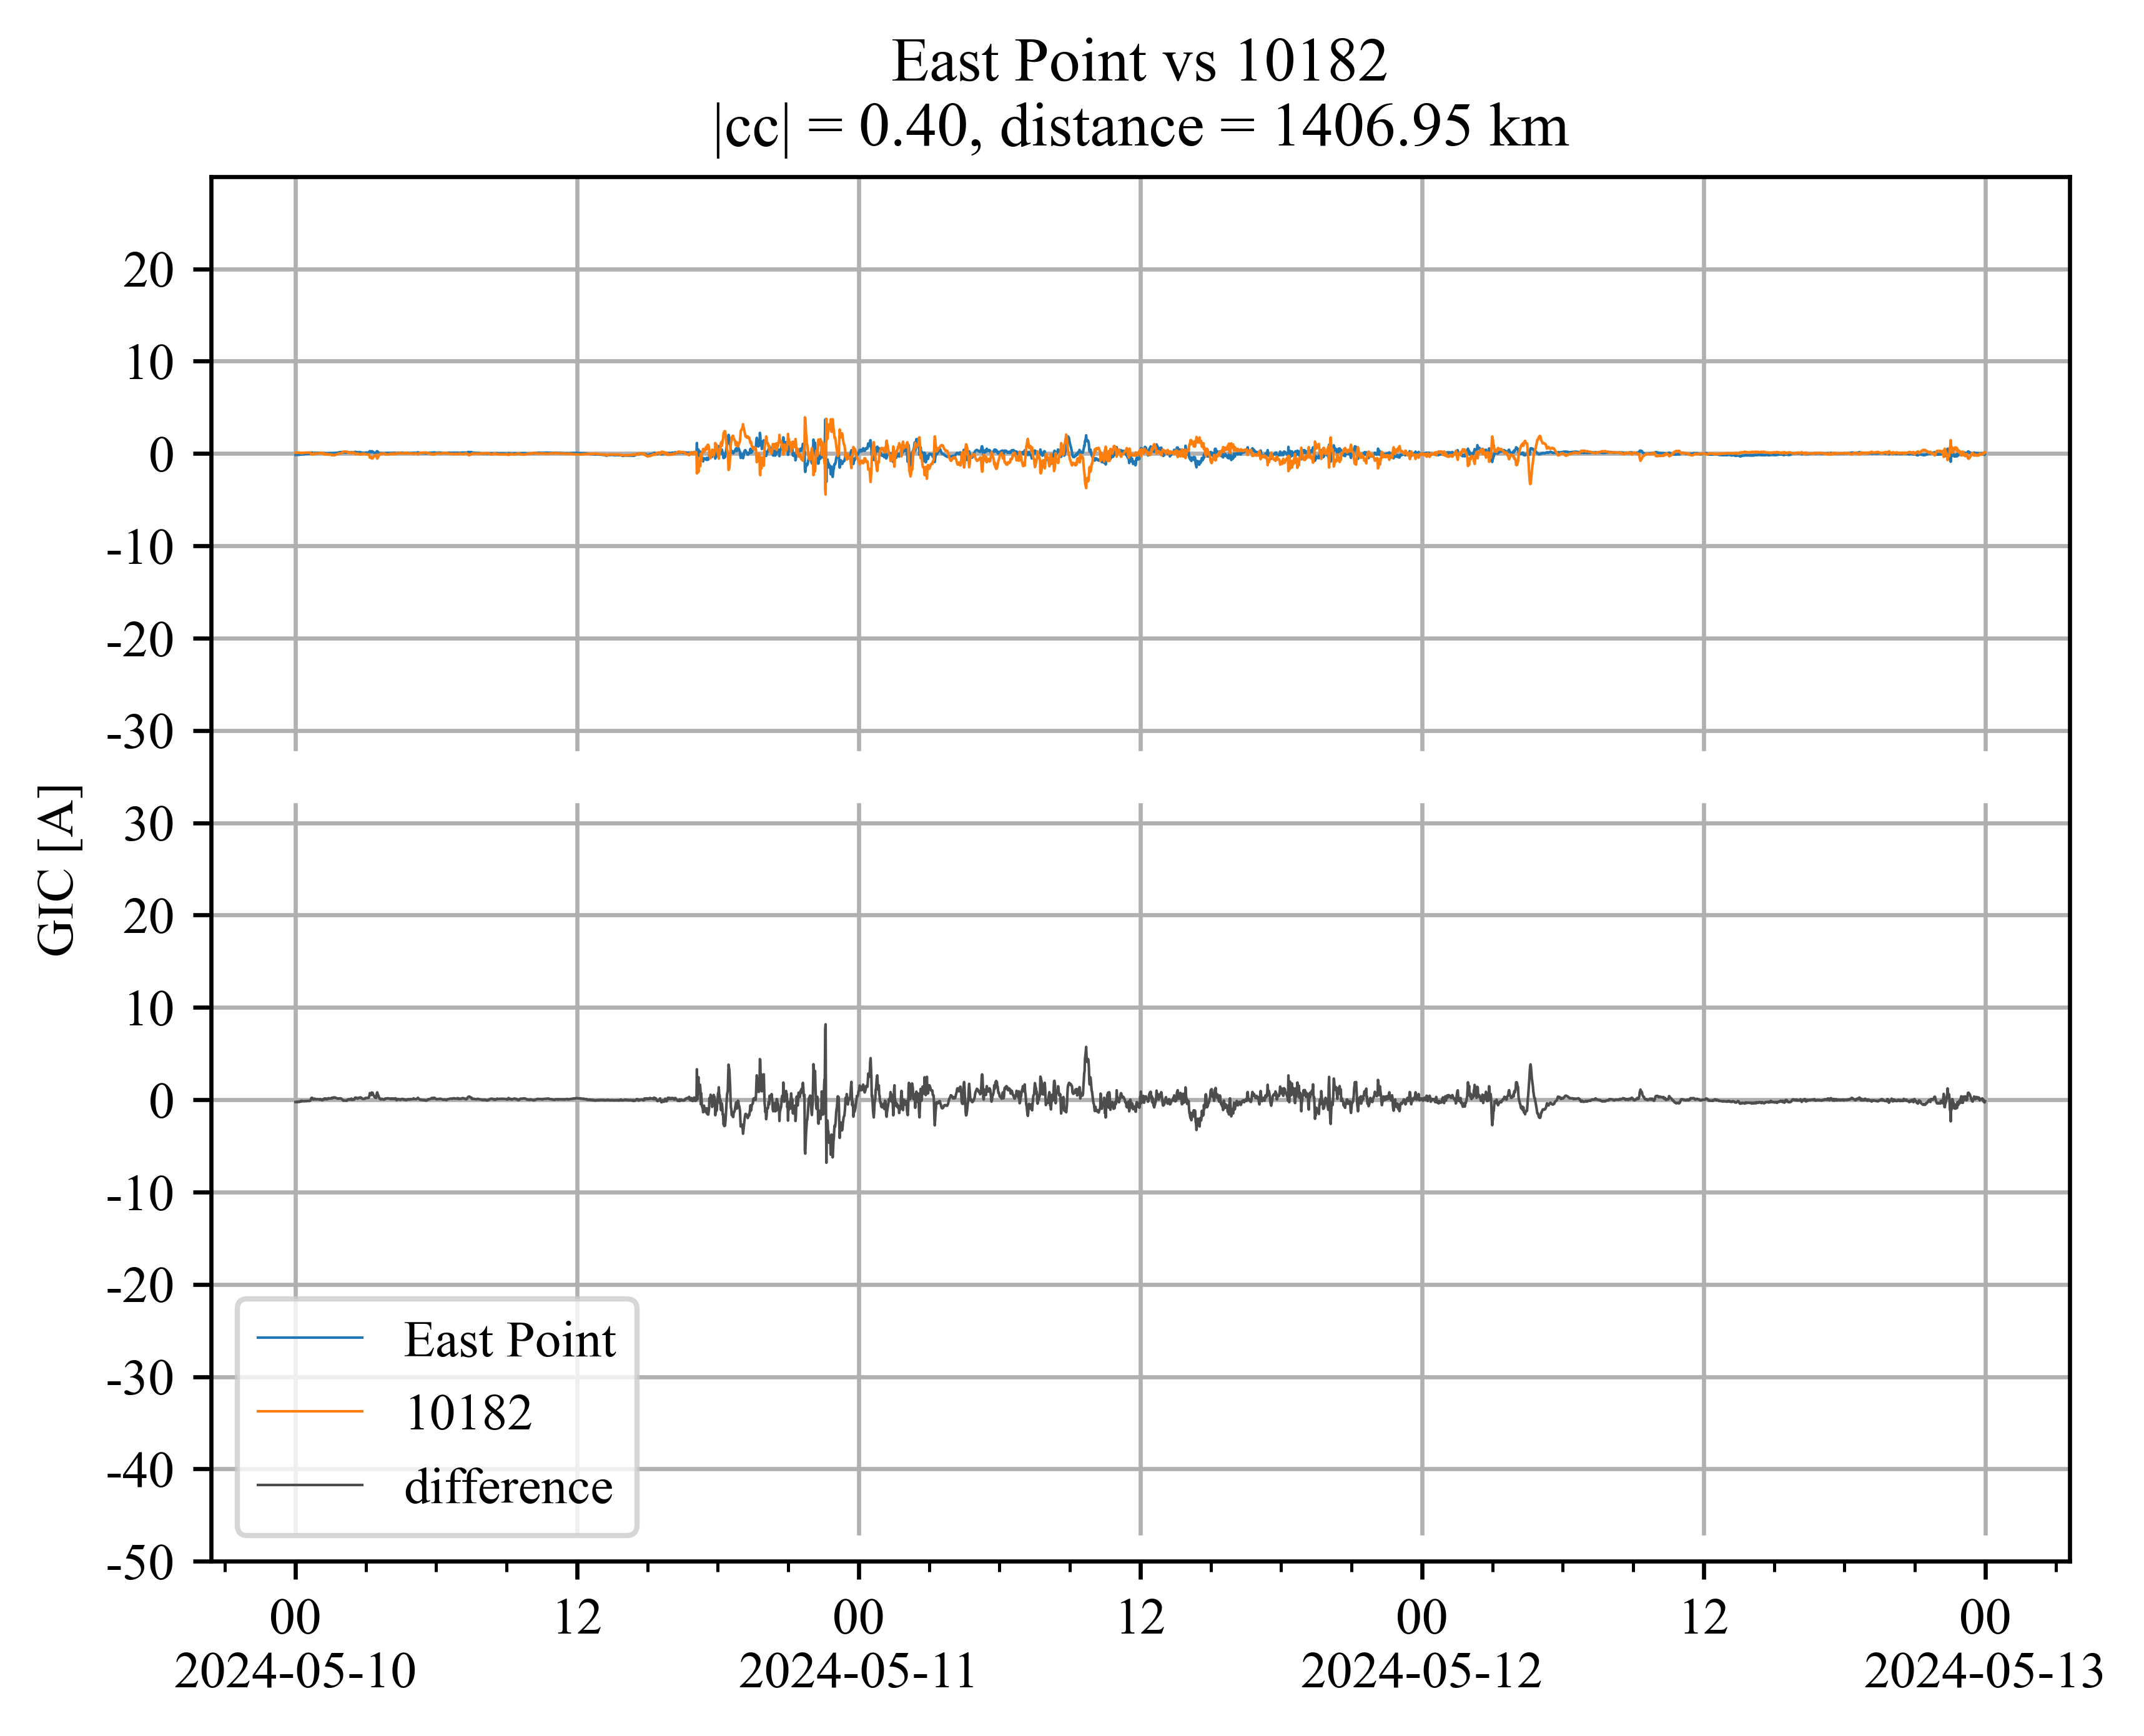 East Point vs 10182
|cc| = 0.40, distance = 1406.95 km
20
10
0
-10
-20
-30
30
20
10
0
-10
-20
-30
-40
-50
GIC [A]
East Point
10182
difference
00 12 00 12 00 12 00
2024-05-10 2024-05-11 2024-05-12 2024-05-13